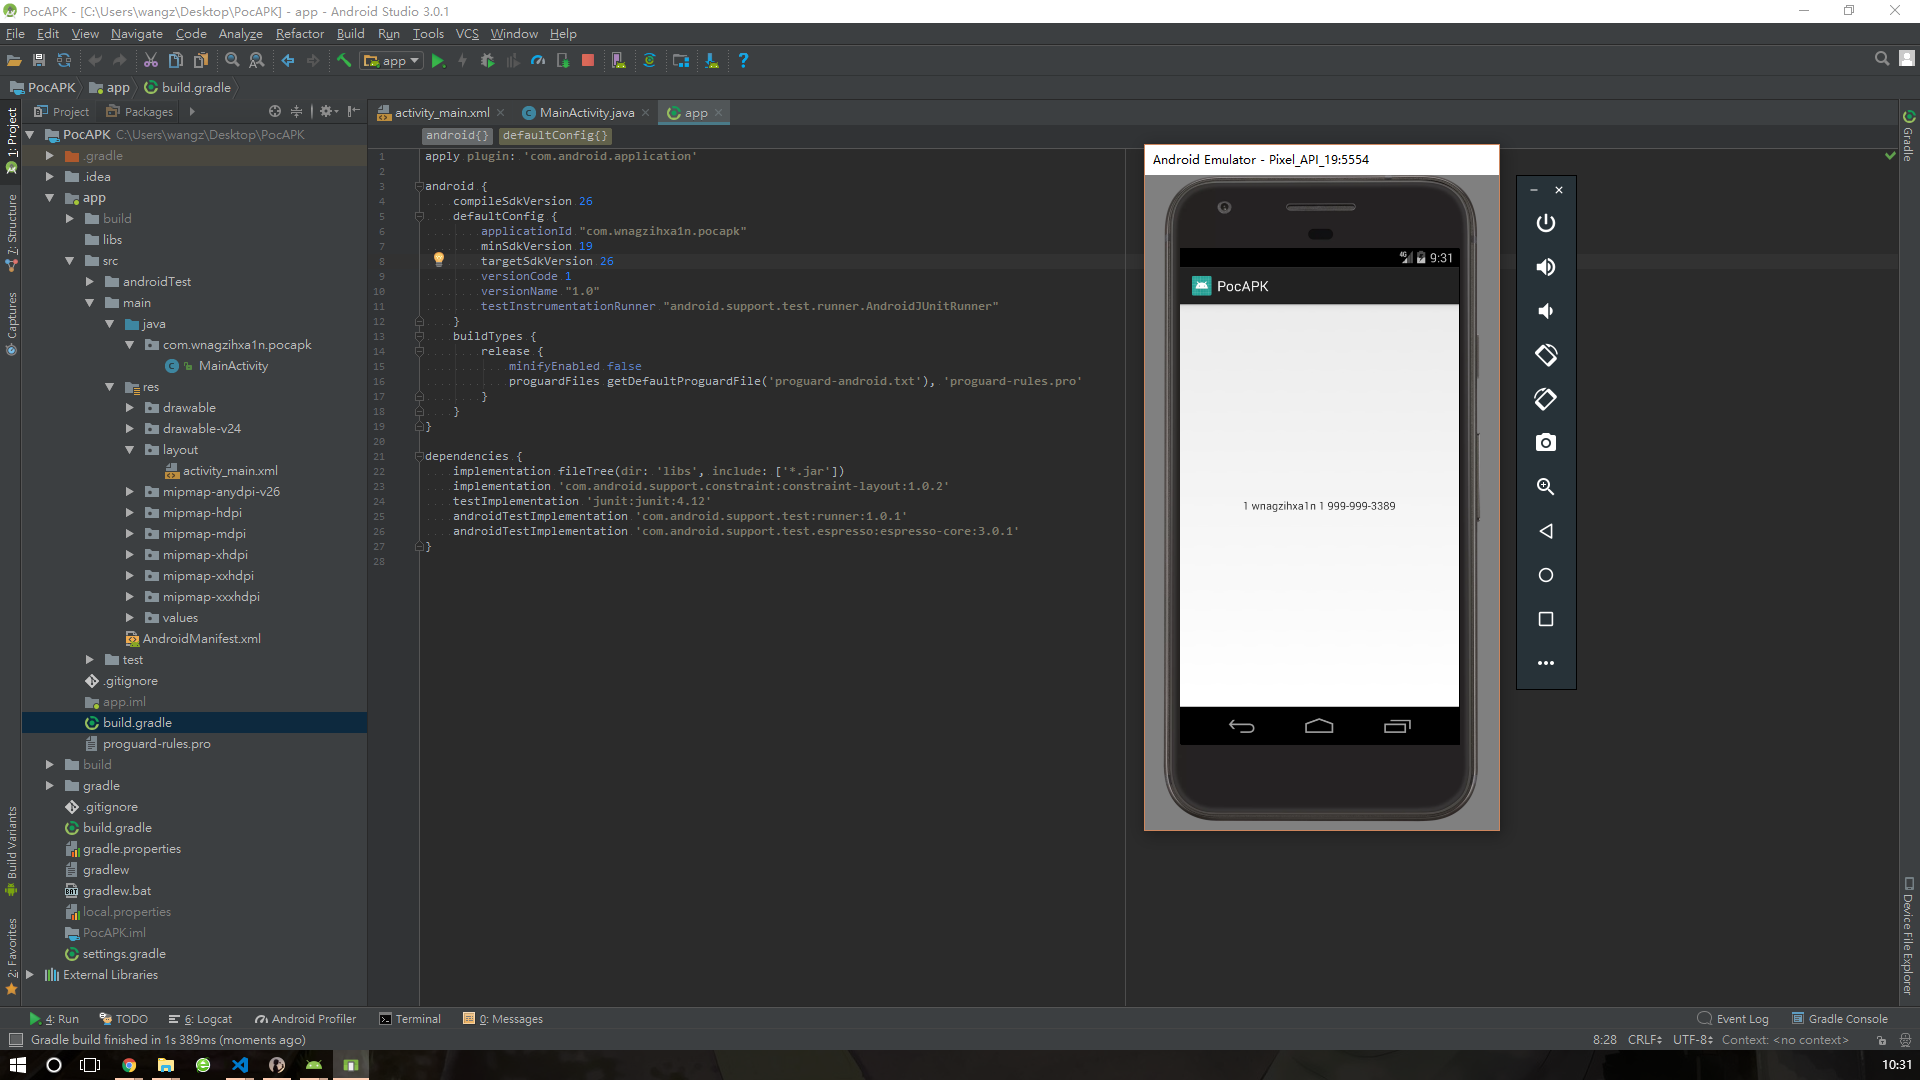 PocAPK - [C:\Users\wangz\Desktop\PocAPK] - app - Android Studio 3.0.1
File Edit View Navigate Code Analyze Refactor Build Run Tools VCS Window Help
app
PocAPK app build.gradle
Project Packages
activity_main.xml MainActivity.java app
android{} defaultConfig{}
1: Project
7: Structure
Captures
Build Variants
2: Favorites
PocAPK C:\Users\wangz\Desktop\PocAPK
.gradle
.idea
app
build
libs
src
androidTest
main
java
com.wnagzihxa1n.pocapk
MainActivity
res
drawable
drawable-v24
layout
activity_main.xml
mipmap-anydpi-v26
mipmap-hdpi
mipmap-mdpi
mipmap-xhdpi
mipmap-xxhdpi
mipmap-xxxhdpi
values
AndroidManifest.xml
test
.gitignore
app.iml
build.gradle
proguard-rules.pro
build
gradle
.gitignore
build.gradle
gradle.properties
gradlew
gradlew.bat
local.properties
PocAPK.iml
settings.gradle
External Libraries
1 apply plugin: 'com.android.application'
2
3 android {
4 compileSdkVersion 26
5 defaultConfig {
6 applicationId "com.wnagzihxa1n.pocapk"
7 minSdkVersion 19
8 targetSdkVersion 26
9 versionCode 1
10 versionName "1.0"
11 testInstrumentationRunner "android.support.test.runner.AndroidJUnitRunner"
12 }
13 buildTypes {
14 release {
15 minifyEnabled false
16 proguardFiles getDefaultProguardFile('proguard-android.txt'), 'proguard-rules.pro'
17 }
18 }
19 }
20
21 dependencies {
22 implementation fileTree(dir: 'libs', include: ['*.jar'])
23 implementation 'com.android.support.constraint:constraint-layout:1.0.2'
24 testImplementation 'junit:junit:4.12'
25 androidTestImplementation 'com.android.support.test:runner:1.0.1'
26 androidTestImplementation 'com.android.support.test.espresso:espresso-core:3.0.1'
27 }
28
Android Emulator - Pixel_API_19:5554
4G 9:31
PocAPK
1 wnagzihxa1n 1 999-999-3389
Gradle
Device File Explorer
4: Run TODO 6: Logcat Android Profiler Terminal 0: Messages Event Log Gradle Console
Gradle build finished in 1s 389ms (moments ago) 8:28 CRLF UTF-8 Context: <no context>
10:31